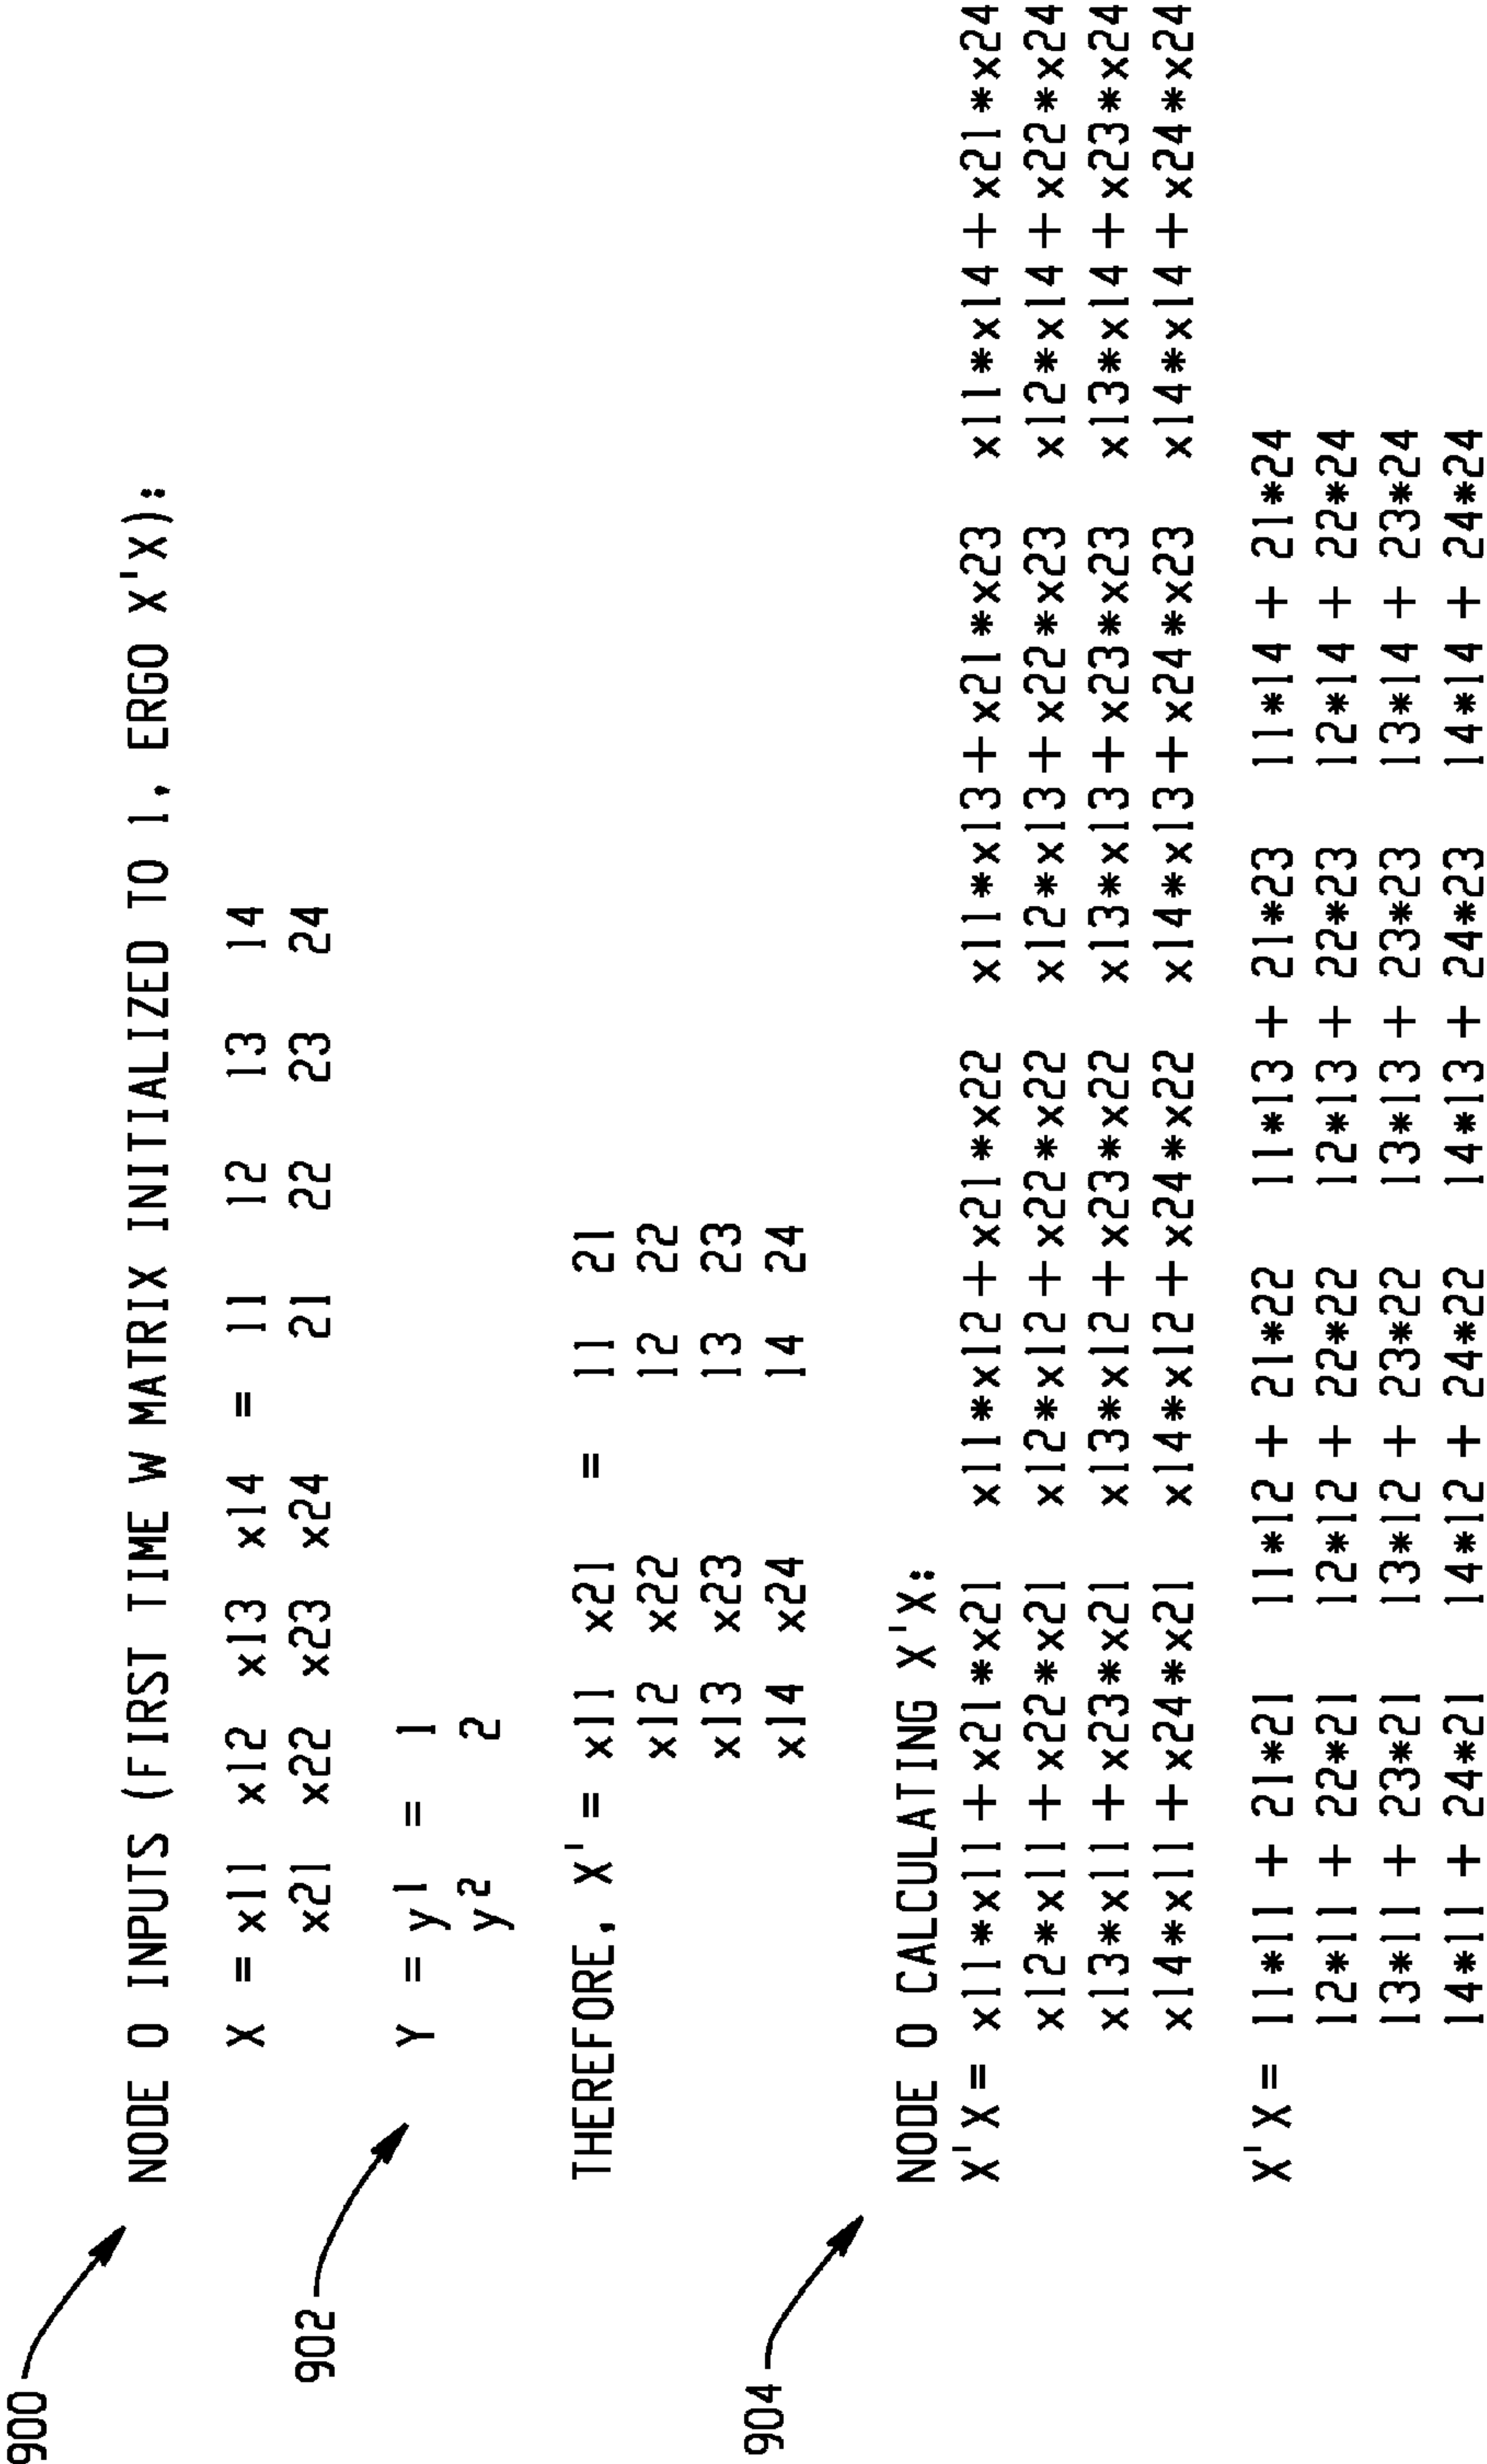 900
NODE 0 INPUTS (FIRST TIME W MATRIX INITIALIZED TO 1, ERGO X'X):
X = x11 x12 x13 x14 = 11 12 13 14
x21 x22 x23 x24 21 22 23 24
902
Y = y1 = 1
y2 2
THEREFORE, X' = x11 x21 = 11 21
x12 x22 12 22
x13 x23 13 23
x14 x24 14 24
904
NODE 0 CALCULATING X'X:
X'X = x11*x11+x21*x21 x11*x12+x21*x22 x11*x13+x21*x23 x11*x14+x21*x24
x12*x11+x22*x21 x12*x12+x22*x22 x12*x13+x22*x23 x12*x14+x22*x24
x13*x11+x23*x21 x13*x12+x23*x22 x13*x13+x23*x23 x13*x14+x23*x24
x14*x11+x24*x21 x14*x12+x24*x22 x14*x13+x24*x23 x14*x14+x24*x24
X'X = 11*11 + 21*21 11*12 + 21*22 11*13 + 21*23 11*14 + 21*24
12*11 + 22*21 12*12 + 22*22 12*13 + 22*23 12*14 + 22*24
13*11 + 23*21 13*12 + 23*22 13*13 + 23*23 13*14 + 23*24
14*11 + 24*21 14*12 + 24*22 14*13 + 24*23 14*14 + 24*24